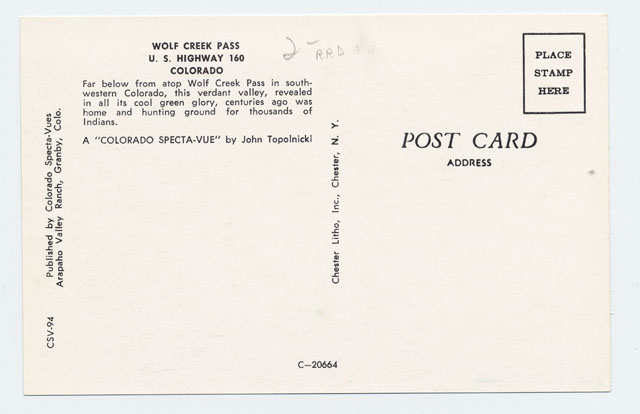 WOLF CREEK PASS
U. S. HIGHWAY 160
COLORADO
Far below from atop Wolf Creek Pass in south-
western Colorado, this verdant valley, revealed
in all its cool green glory, centuries ago was
home and hunting ground for thousands of
Indians.
A "COLORADO SPECTA-VUE" by John Topolnicki
Published by Colorado Specta-Vues
Arapaho Valley Ranch, Granby, Colo.
CSV-94
Chester Litho, Inc., Chester, N. Y.
C-20664
PLACE
STAMP
HERE
POST CARD
ADDRESS